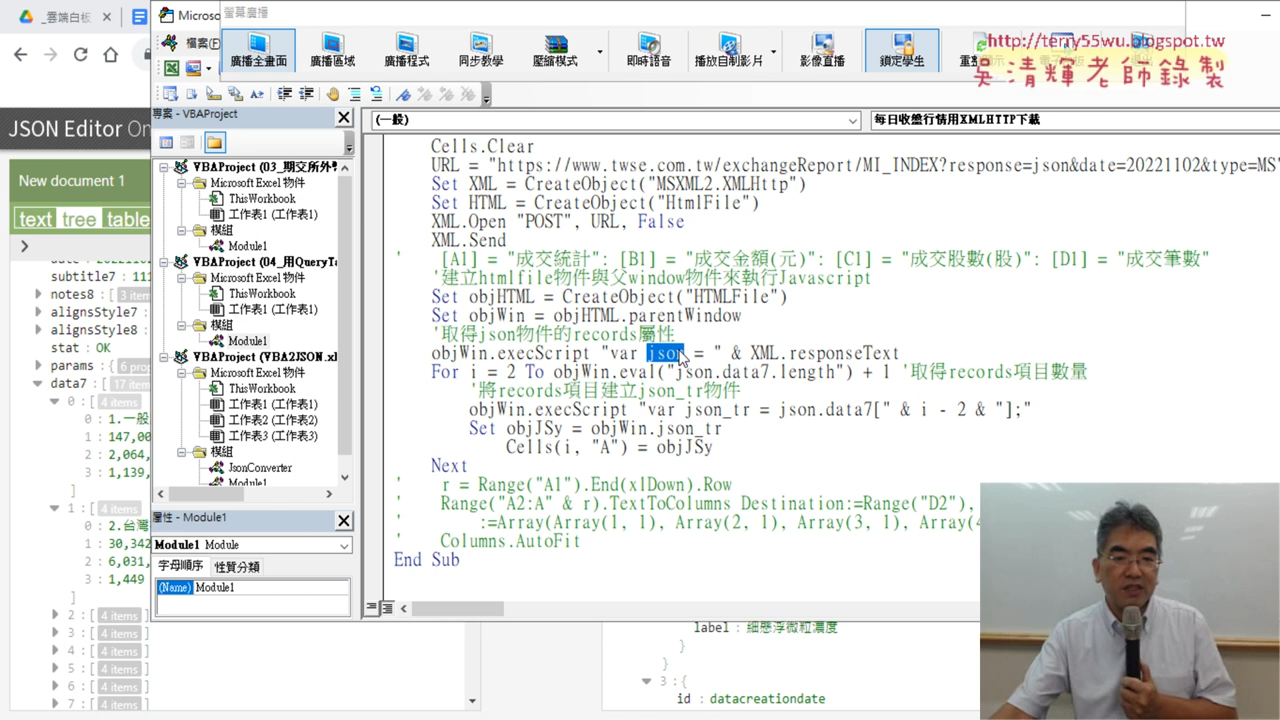 _雲端白板
Microso
螢幕廣播
檔案(F
廣播全畫面
廣播區域
廣播程式
同步教學
壓縮模式
即時語音
播放自制影片
影像直播
鎖定學生
http://terry55wu.blogspot.tw
吳清輝老師錄製
專案 - VBAProject
(一般)
每日收盤行情用XMLHTTP下載
JSON Editor On
New document 1
text tree table
subtitle7 : 111
notes8 [3 item
alignsStyle7
alignsStyle8
stat : OK
params : { 6 prop
data7 : [ 17 item
0 : [ 4 items ]
0 : 1.一般
1 : 147,00
2 : 2,064,
3 : 1,139,
]
1 : [ 4 items ]
0 : 2.台灣
1 : 30,342
2 : 6,031,
3 : 1,449
]
2 : [ 4 items ]
3 : [ 4 items ]
4 : [ 4 items ]
5 : [ 4 items ]
6 : [ 4 items ]
7 : [ 4 items ]
VBAProject (03_期交所外
Microsoft Excel 物件
ThisWorkbook
工作表1 (工作表1)
模組
Module1
VBAProject (04_用QueryTa
Microsoft Excel 物件
ThisWorkbook
工作表1 (工作表1)
模組
Module1
VBAProject (VBA2JSON.xl
Microsoft Excel 物件
ThisWorkbook
工作表1 (工作表1)
工作表2 (工作表2)
工作表3 (工作表3)
模組
JsonConverter
Module1
屬性 - Module1
Module1 Module
字母順序 性質分類
(Name) Module1
Cells.Clear
URL = "https://www.twse.com.tw/exchangeReport/MI_INDEX?response=json&date=20221102&type=MS"
Set XML = CreateObject("MSXML2.XMLHttp")
Set HTML = CreateObject("HtmlFile")
XML.Open "POST", URL, False
XML.Send
' [A1] = "成交統計": [B1] = "成交金額(元)": [C1] = "成交股數(股)": [D1] = "成交筆數"
'建立htmlfile物件與父window物件來執行Javascript
Set objHTML = CreateObject("HTMLFile")
Set objWin = objHTML.parentWindow
'取得json物件的records屬性
objWin.execScript "var json = " & XML.responseText
For i = 2 To objWin.eval("json.data7.length") + 1 '取得records項目數量
'將records項目建立json_tr物件
objWin.execScript "var json_tr = json.data7[" & i - 2 & "];"
Set objJSy = objWin.json_tr
Cells(i, "A") = objJSy
Next
' r = Range("A1").End(xlDown).Row
' Range("A2:A" & r).TextToColumns Destination:=Range("D2"),
' :=Array(Array(1, 1), Array(2, 1), Array(3, 1), Array(4
' Columns.AutoFit
End Sub
label : 細懸浮微粒濃度
}
}
3 : {
id : datacreationdate